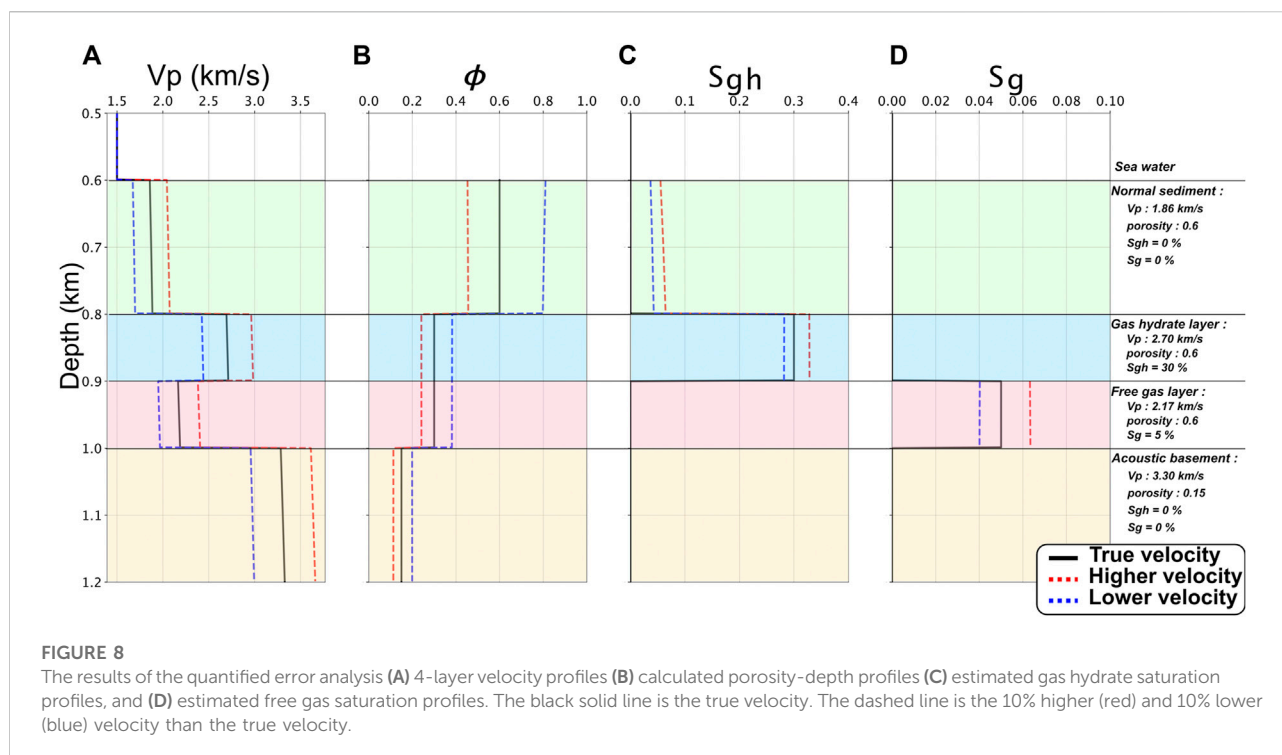 A
B
C
D
Vp (km/s)
ϕ
Sgh
Sg
1.5 2.0 2.5 3.0 3.5
0.0 0.2 0.4 0.6 0.8 1.0
0.0 0.1 0.2 0.3 0.4
0.00 0.02 0.04 0.06 0.08 0.10
Depth (km)
0.5
0.6
0.7
0.8
0.9
1.0
1.1
1.2
Sea water
Normal sediment :
Vp : 1.86 km/s
porosity : 0.6
Sgh = 0 %
Sg = 0 %
Gas hydrate layer :
Vp : 2.70 km/s
porosity : 0.6
Sgh = 30 %
Free gas layer :
Vp : 2.17 km/s
porosity : 0.6
Sg = 5 %
Acoustic basement :
Vp : 3.30 km/s
porosity : 0.15
Sgh = 0 %
Sg = 0 %
True velocity
Higher velocity
Lower velocity
FIGURE 8
The results of the quantified error analysis (A) 4-layer velocity profiles (B) calculated porosity-depth profiles (C) estimated gas hydrate saturation
profiles, and (D) estimated free gas saturation profiles. The black solid line is the true velocity. The dashed line is the 10% higher (red) and 10% lower
(blue) velocity than the true velocity.